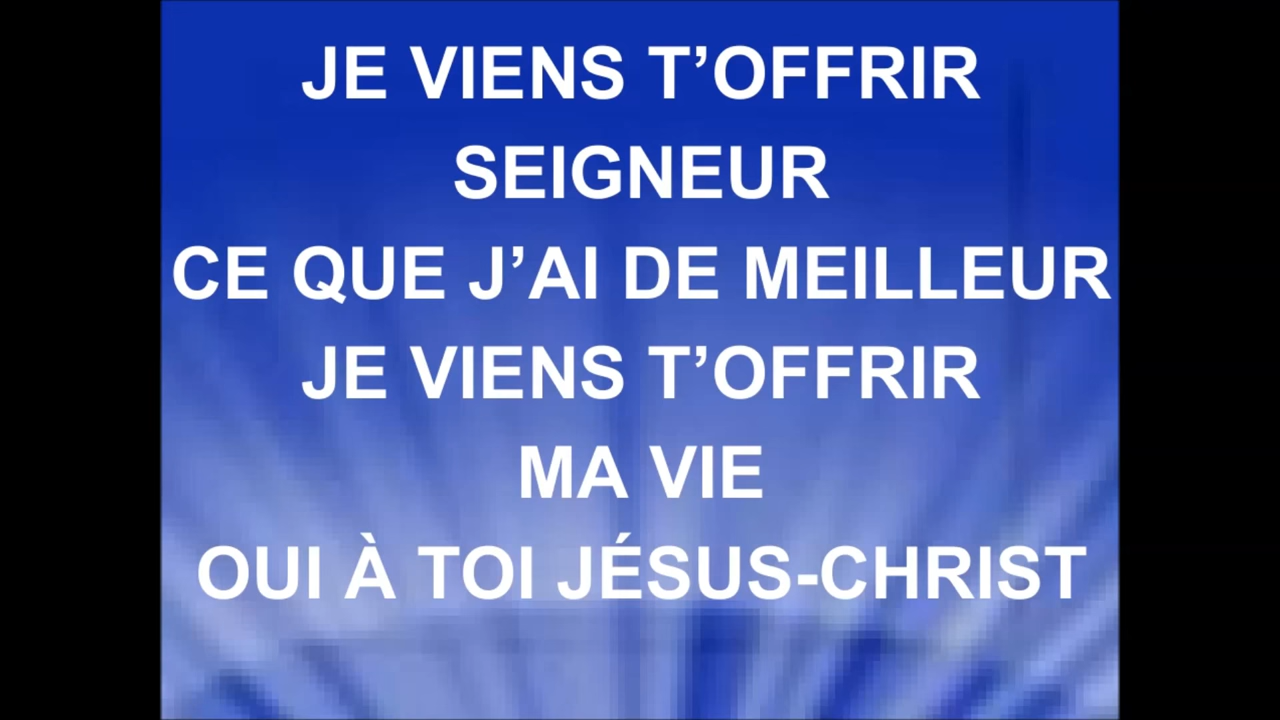 JE VIENS T’OFFRIR
SEIGNEUR
CE QUE J’AI DE MEILLEUR
JE VIENS T’OFFRIR
MA VIE
OUI À TOI JÉSUS-CHRIST